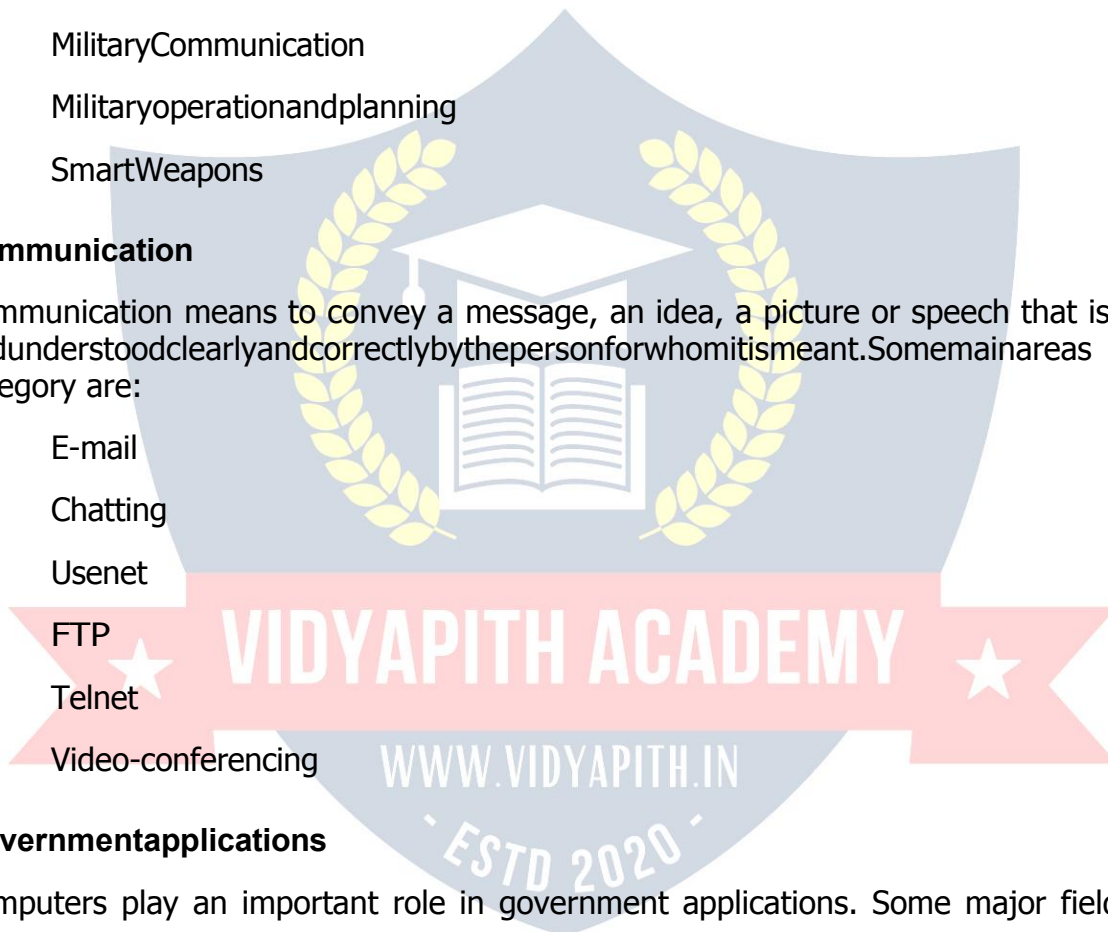 MilitaryCommunication
Militaryoperationandplanning
SmartWeapons
mmunication
mmunication means to convey a message, an idea, a picture or speech that is
dunderstoodclearlyandcorrectlybythepersonforwhomitismeant.Somemainareas
egory are:
E-mail
Chatting
Usenet
FTP
VIDYAPITH ACADEMY
Telnet
Video-conferencing
WWW.VIDYAPITH.IN
vernmentapplications
- ESTD 2020 -
mputers play an important role in government applications. Some major field